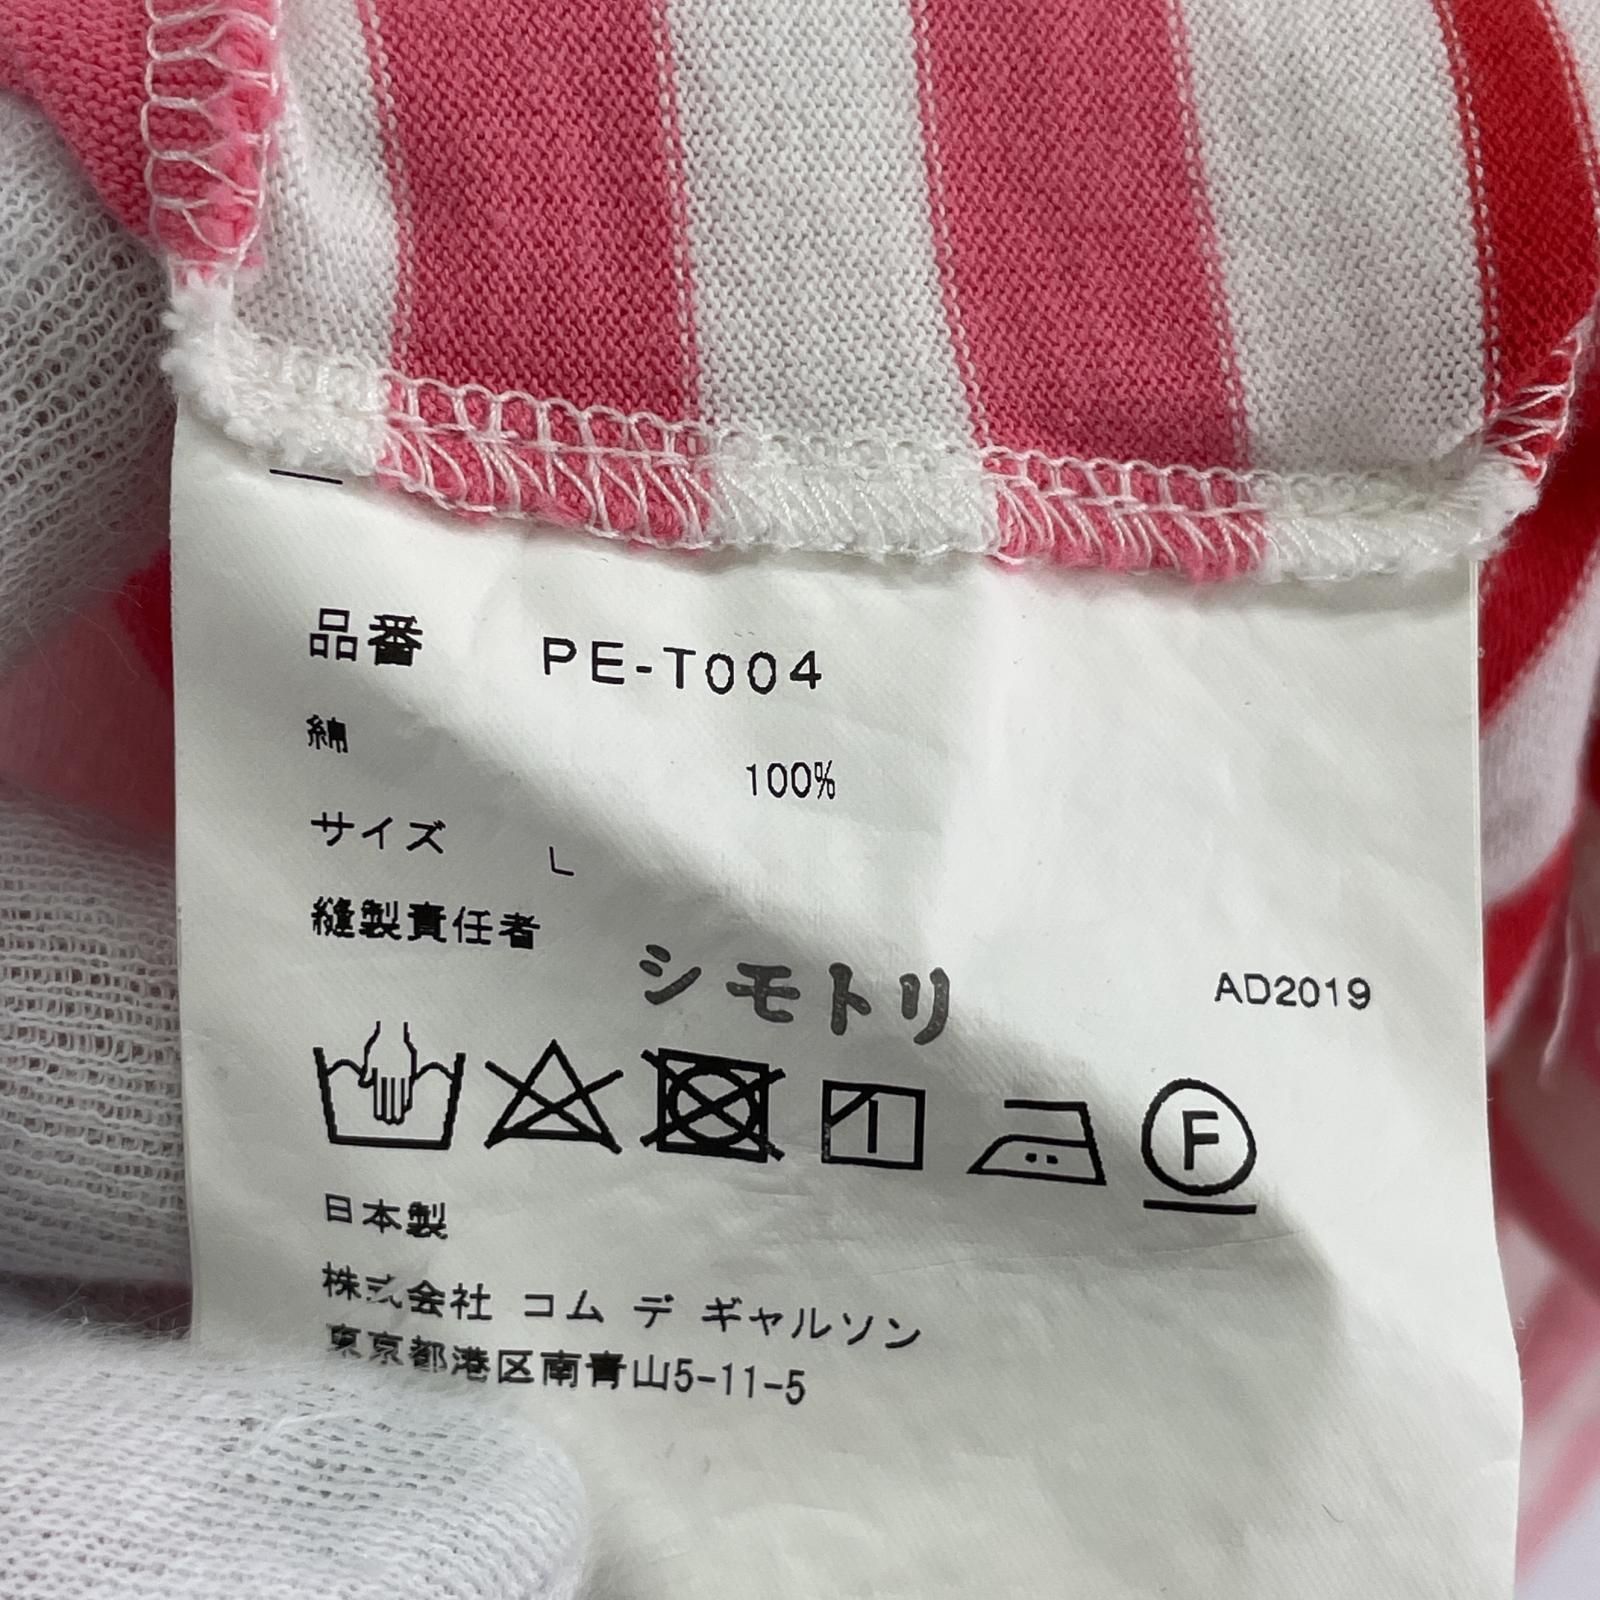 品番 PE-T004
綿 100%
サイズ L
縫製責任者
シモトリ AD2019
F
日本製
株式会社 コム デ ギャルソン
東京都港区南青山5-11-5